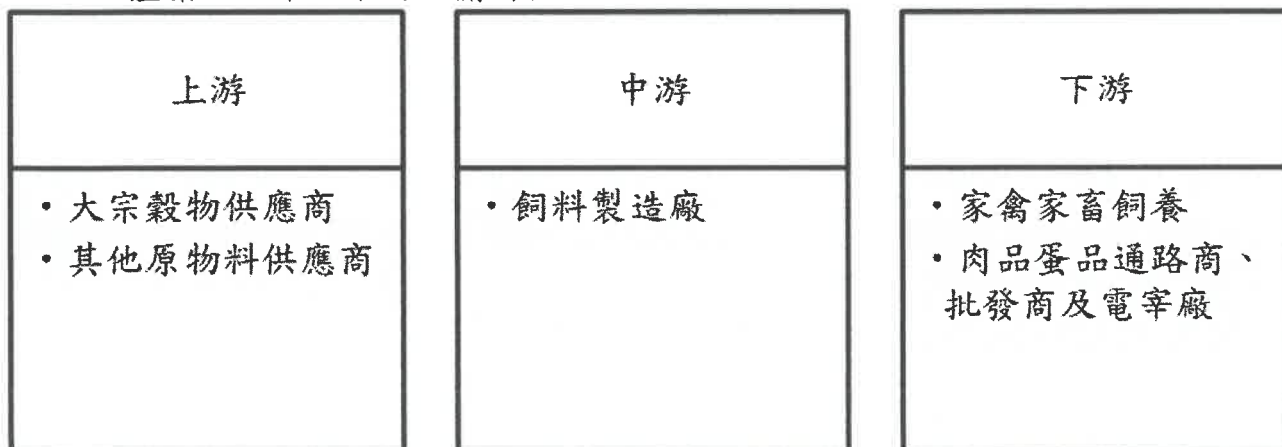 上游
・大宗穀物供應商
・其他原物料供應商
中游
・飼料製造廠
下游
・家禽家畜飼養
・肉品蛋品通路商、
批發商及電宰廠